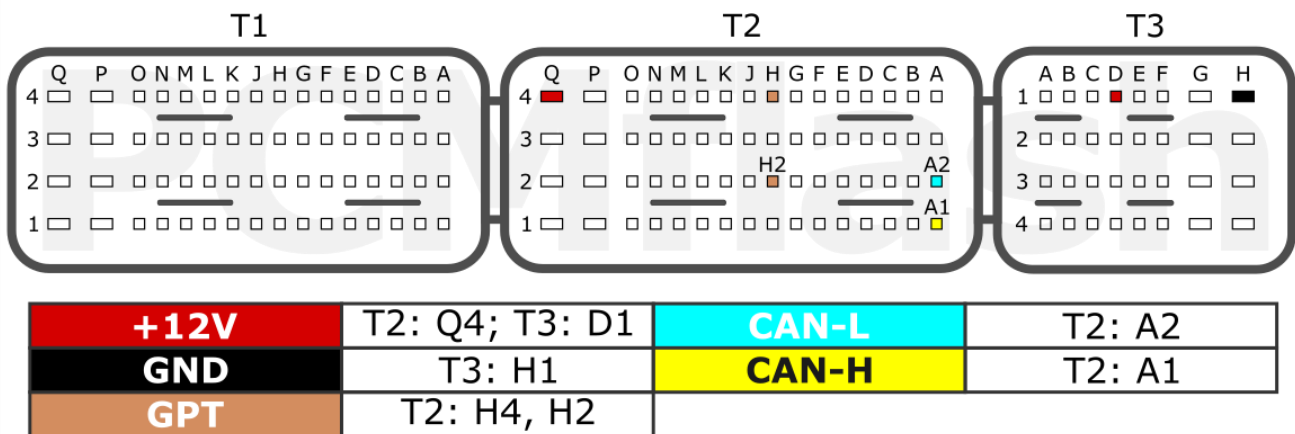 T1 T2 T3
Q P O N M L K J H G F E D C B A Q P O N M L K J H G F E D C B A A B C D E F G H
4 4 1
3 3 2
H2 A2
2 2 3
A1
1 1 4
PCMflash
+12V T2: Q4; T3: D1 CAN-L T2: A2
GND T3: H1 CAN-H T2: A1
GPT T2: H4, H2